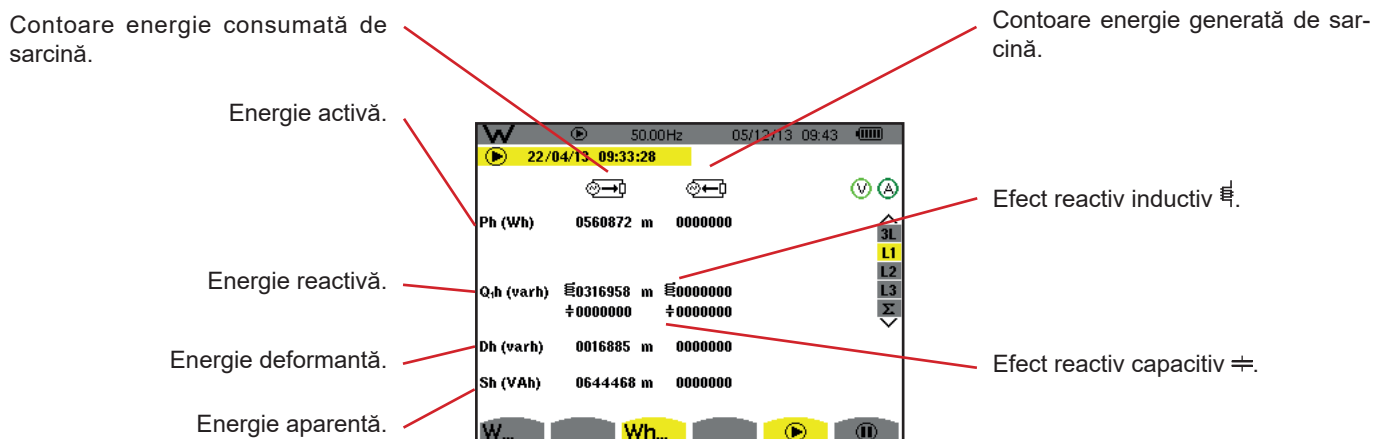 Contoare energie consumată de
sarcină.
Contoare energie generată de sar-
cină.
Energie activă.
W 50.00Hz 05/12/13 09:43
22/04/13 09:33:28
V A
Efect reactiv inductiv
Ph (Wh) 0560872 m 0000000
3L
L1
L2
L3
Σ
Energie reactivă.
Q₁h (varh) 0316958 m 0000000
0000000 0000000
Energie deformantă.
Dh (varh) 0016885 m 0000000
Efect reactiv capacitiv
Sh (VAh) 0644468 m 0000000
Energie aparentă.
W... Wh...